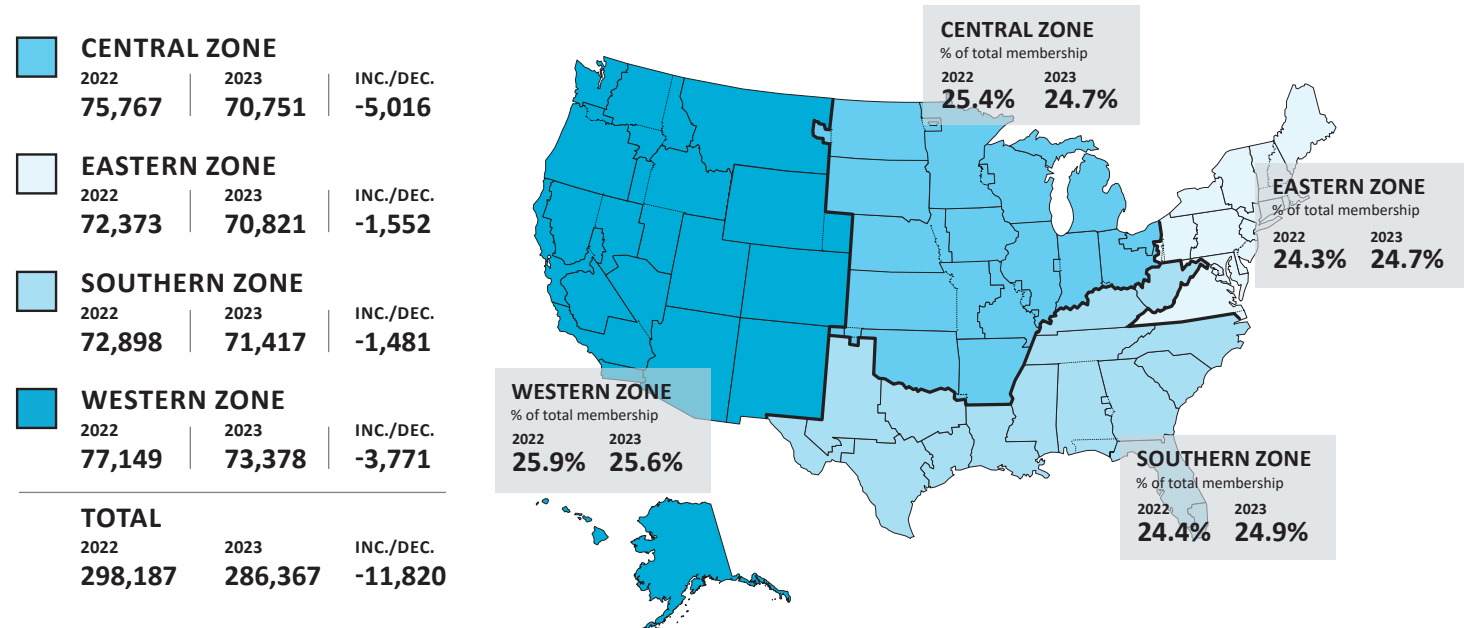 CENTRAL ZONE
2022 2023 INC./DEC.
75,767 70,751 -5,016
EASTERN ZONE
2022 2023 INC./DEC.
72,373 70,821 -1,552
SOUTHERN ZONE
2022 2023 INC./DEC.
72,898 71,417 -1,481
WESTERN ZONE
2022 2023 INC./DEC.
77,149 73,378 -3,771
TOTAL
2022 2023 INC./DEC.
298,187 286,367 -11,820
CENTRAL ZONE
% of total membership
2022 2023
25.4% 24.7%
EASTERN ZONE
% of total membership
2022 2023
24.3% 24.7%
WESTERN ZONE
% of total membership
2022 2023
25.9% 25.6%
SOUTHERN ZONE
% of total membership
2022 2023
24.4% 24.9%